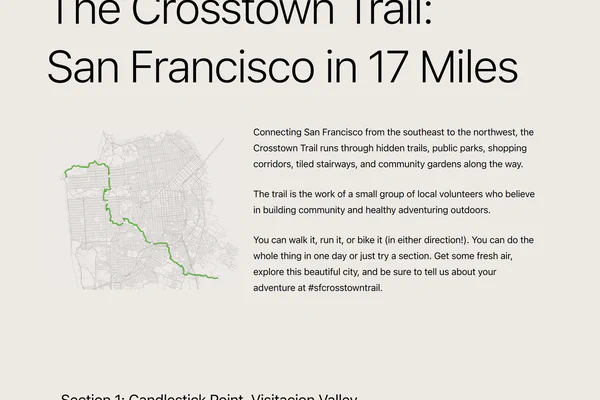 The Crosstown Trail:
San Francisco in 17 Miles
Connecting San Francisco from the southeast to the northwest, the
Crosstown Trail runs through hidden trails, public parks, shopping
corridors, tiled stairways, and community gardens along the way.
The trail is the work of a small group of local volunteers who believe
in building community and healthy adventuring outdoors.
You can walk it, run it, or bike it (in either direction!). You can do the
whole thing in one day or just try a section. Get some fresh air,
explore this beautiful city, and be sure to tell us about your
adventure at #sfcrosstowntrail.
Section 1: Candlestick Point, Visitacion Valley